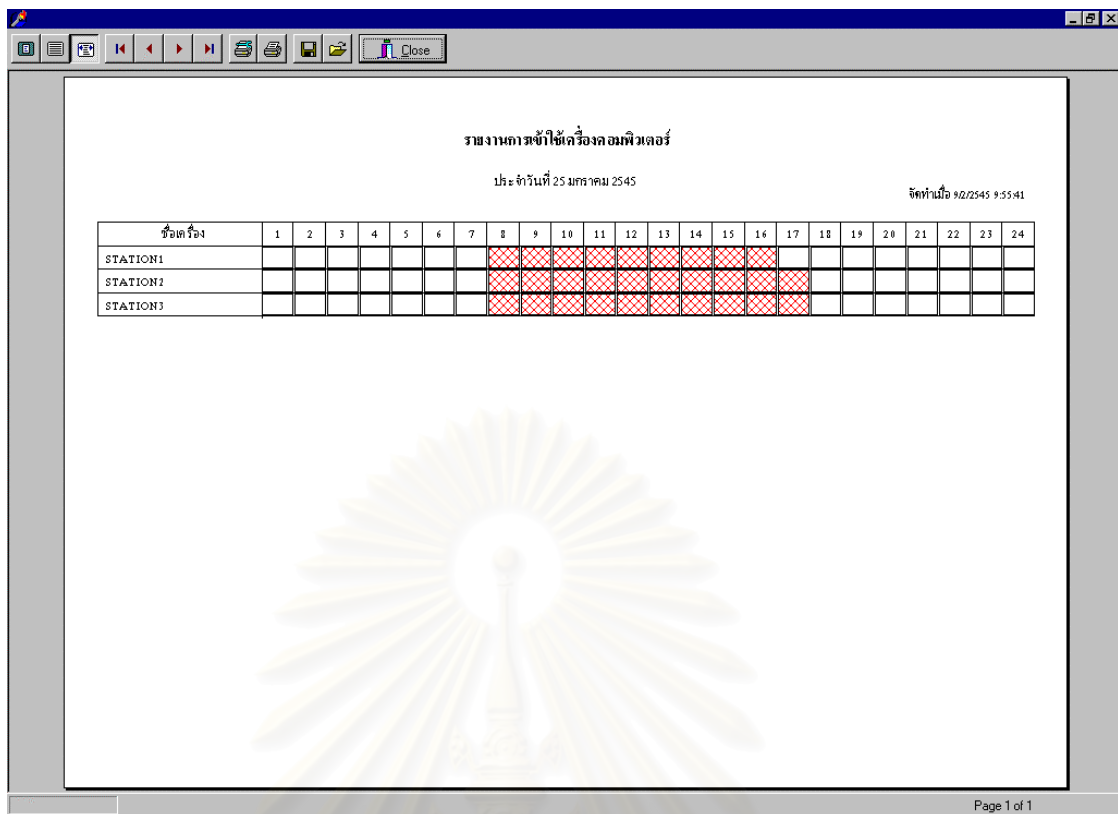 Close
รายงานการเข้าใช้เครื่องคอมพิวเตอร์
ประจำวันที่ 25 มกราคม 2545
จัดทำเมื่อ 9/2/2545 9:55:41
ชื่อเครื่อง 1 2 3 4 5 6 7 8 9 10 11 12 13 14 15 16 17 18 19 20 21 22 23 24
STATION1
STATION2
STATION3
Page 1 of 1